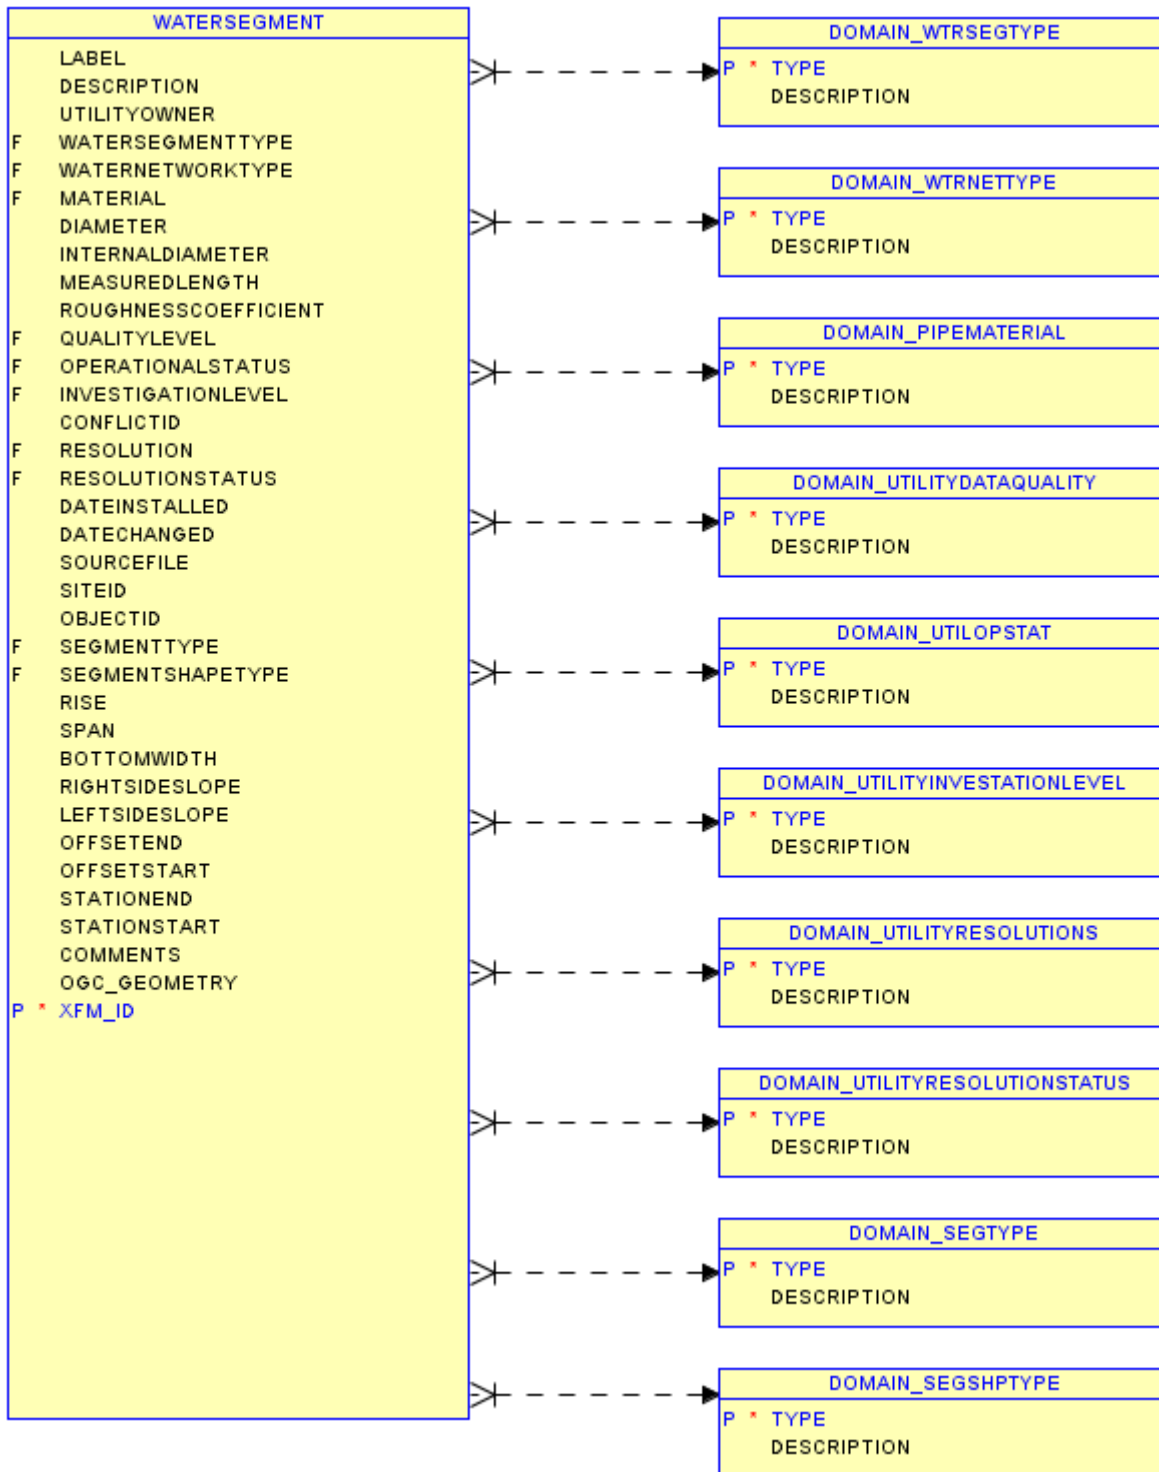 WATERSEGMENT
LABEL
DESCRIPTION
UTILITYOWNER
F WATERSEGMENTTYPE
F WATERNETWORKTYPE
F MATERIAL
DIAMETER
INTERNALDIAMETER
MEASUREDLENGTH
ROUGHNESSCOEFFICIENT
F QUALITYLEVEL
F OPERATIONALSTATUS
F INVESTIGATIONLEVEL
CONFLICTID
F RESOLUTION
F RESOLUTIONSTATUS
DATEINSTALLED
DATECHANGED
SOURCEFILE
SITEID
OBJECTID
F SEGMENTTYPE
F SEGMENTSHAPETYPE
RISE
SPAN
BOTTOMWIDTH
RIGHTSIDESLOPE
LEFTSIDESLOPE
OFFSETEND
OFFSETSTART
STATIONEND
STATIONSTART
COMMENTS
OGC_GEOMETRY
P * XFM_ID
DOMAIN_WTRSEGTYPE
P * TYPE
DESCRIPTION
DOMAIN_WTRNETTYPE
P * TYPE
DESCRIPTION
DOMAIN_PIPEMATERIAL
P * TYPE
DESCRIPTION
DOMAIN_UTILITYDATAQUALITY
P * TYPE
DESCRIPTION
DOMAIN_UTILOPSTAT
P * TYPE
DESCRIPTION
DOMAIN_UTILITYINVESTATIONLEVEL
P * TYPE
DESCRIPTION
DOMAIN_UTILITYRESOLUTIONS
P * TYPE
DESCRIPTION
DOMAIN_UTILITYRESOLUTIONSTATUS
P * TYPE
DESCRIPTION
DOMAIN_SEGTYPE
P * TYPE
DESCRIPTION
DOMAIN_SEGSHPTYPE
P * TYPE
DESCRIPTION